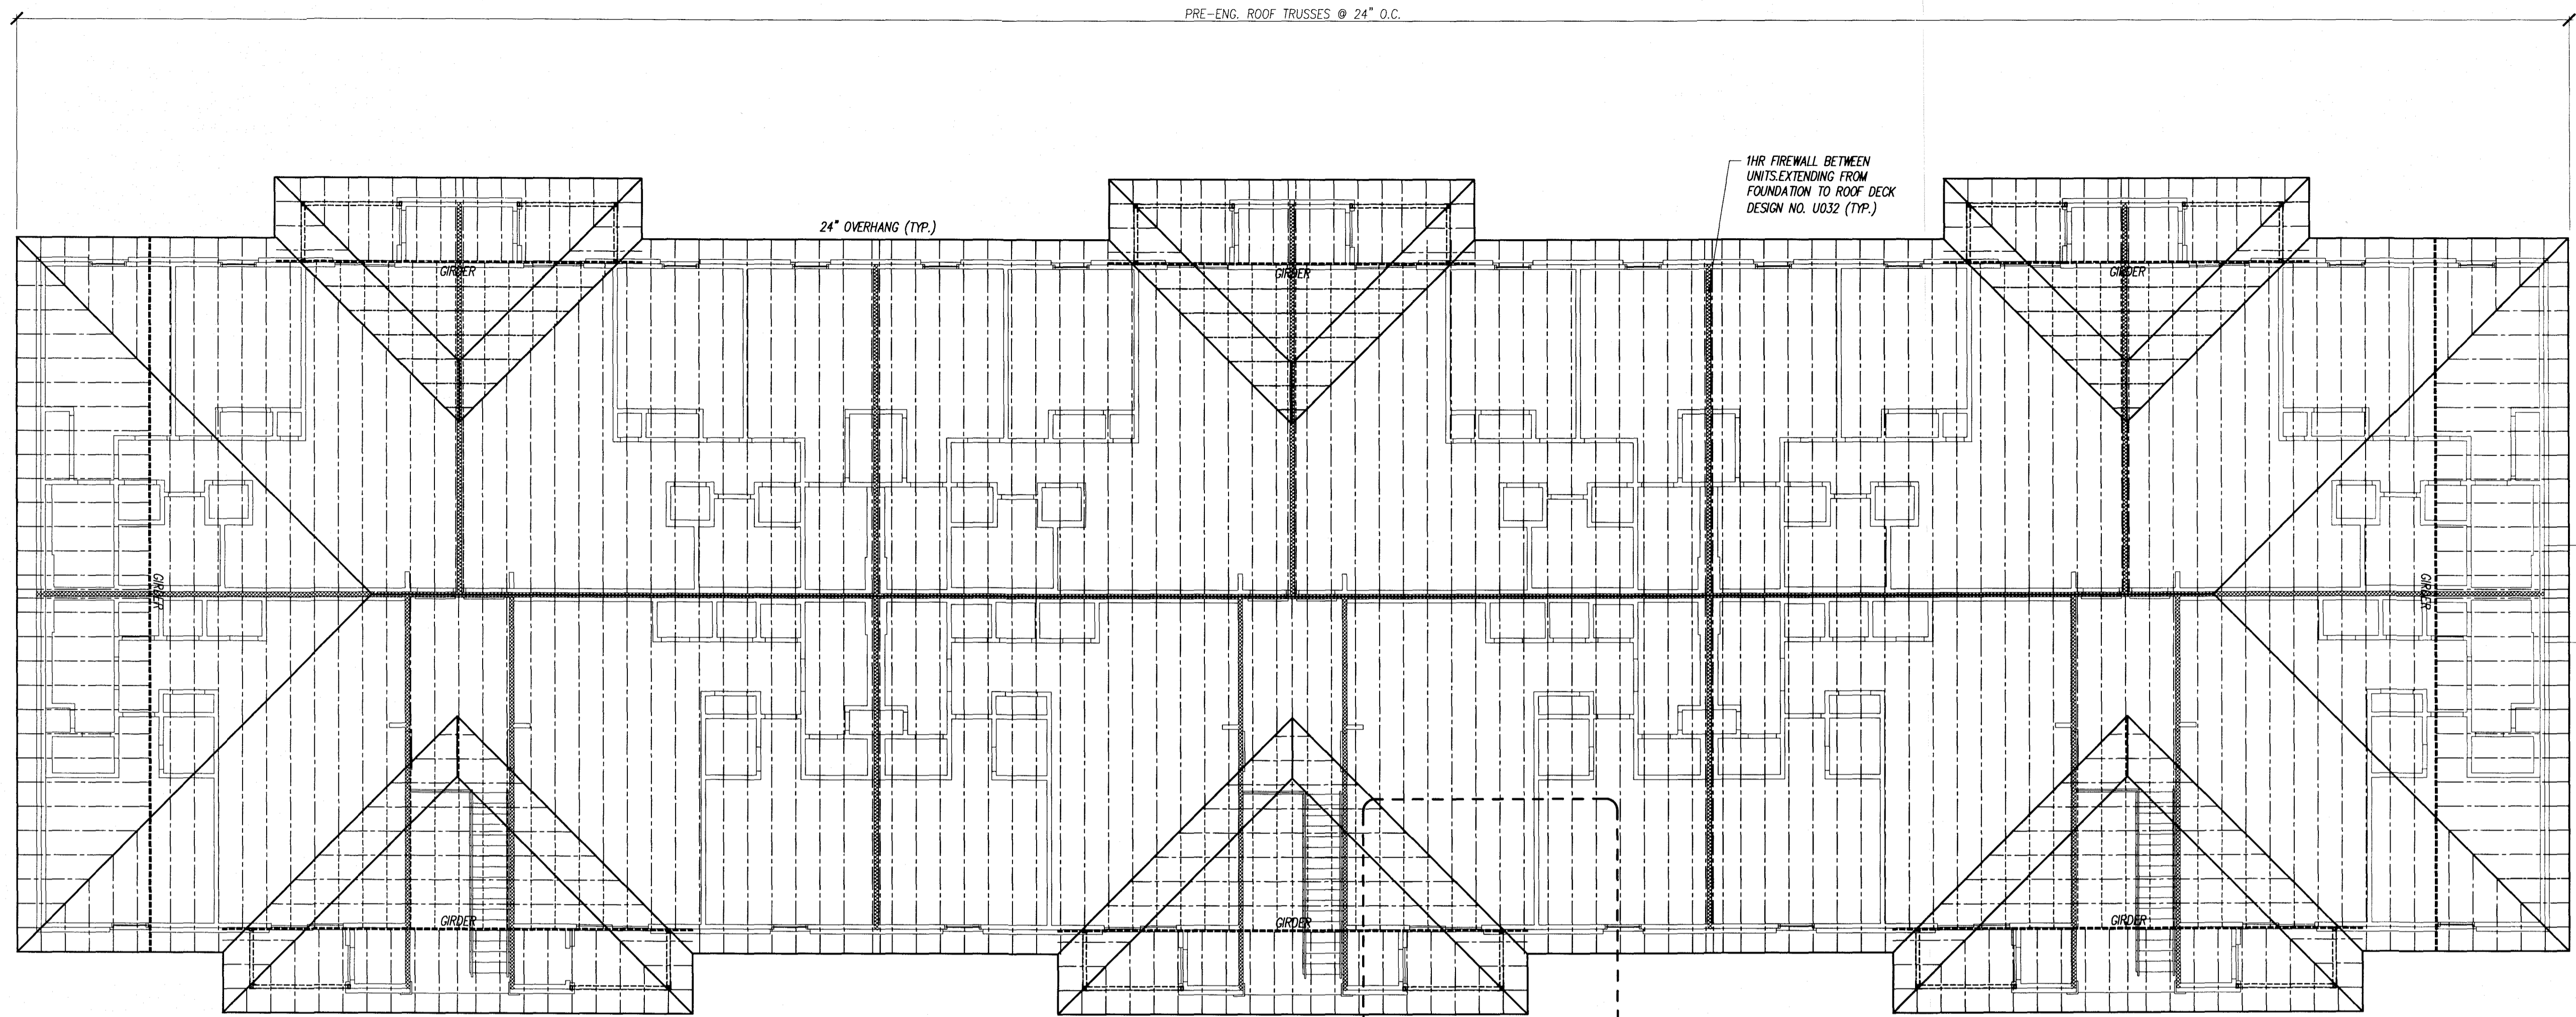 PRE-ENG. ROOF TRUSSES @ 24" O.C.
1HR FIREWALL BETWEEN
UNITS.EXTENDING FROM
FOUNDATION TO ROOF DECK
DESIGN NO. U032 (TYP.)
24" OVERHANG (TYP.)
GIRDER
GIRDER
GIRDER
GIRDER
GIRDER
GIRDER
GIRDER
GIRDER